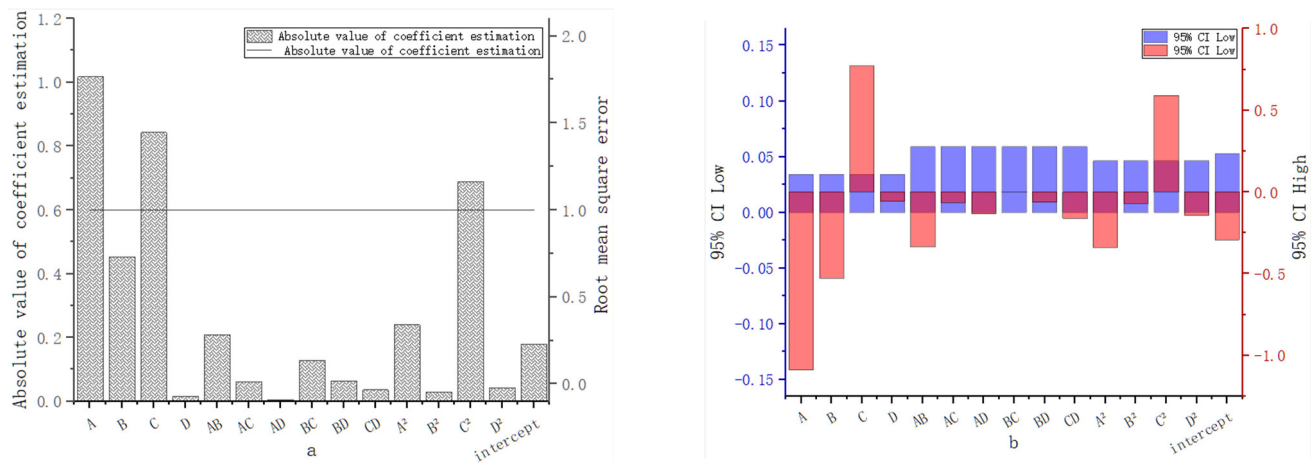 Absolute value of coefficient estimation
1.2
1.0
0.8
0.6
0.4
0.2
0.0
Absolute value of coefficient estimation
Absolute value of coefficient estimation
2.0
1.5
1.0
0.5
0.0
Root mean square error
A B C D AB AC AD BC BD CD A² B² C² D² intercept
a
95% CI Low
0.15
0.10
0.05
0.00
-0.05
-0.10
-0.15
95% CI Low
95% CI Low
1.0
0.5
0.0
-0.5
-1.0
95% CI High
A B C D AB AC AD BC BD CD A² B² C² D² intercept
b